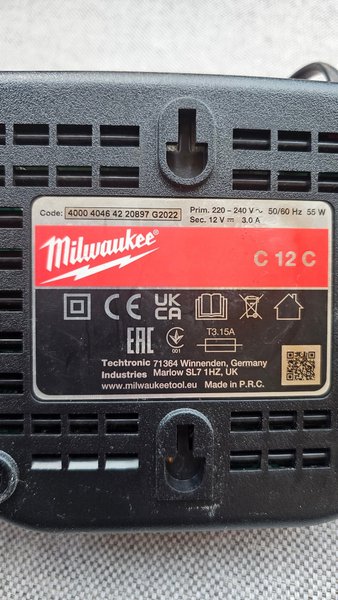 Code: 4000 4046 42 20897 G2022
Prim. 220 - 240 V ~ 50/60 Hz 55 W
Sec. 12 V ⎓ 3.0 A
Milwaukee®
C 12 C
CE UK CA
EAC 001 T3.15A
Techtronic 71364 Winnenden, Germany
Industries Marlow SL7 1HZ, UK
www.milwaukeetool.eu Made in P.R.C.